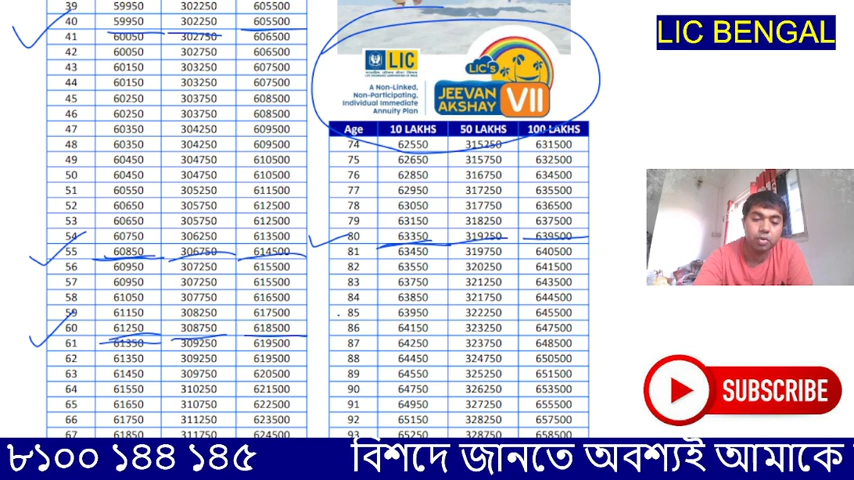 39 59950 302250 605500
40 59950 302250 605500
41 60050 302750 606500
42 60050 302750 606500
43 60150 303250 607500
44 60150 303250 607500
45 60250 303750 608500
46 60250 303750 608500
47 60350 304250 609500
48 60350 304250 609500
49 60450 304750 610500
50 60450 304750 610500
51 60550 305250 611500
52 60650 305750 612500
53 60650 305750 612500
54 60750 306250 613500
55 60850 306750 614500
56 60950 307250 615500
57 60950 307250 615500
58 61050 307750 616500
59 61150 308250 617500
60 61250 308750 618500
61 61350 309250 619500
62 61350 309250 619500
63 61450 309750 620500
64 61550 310250 621500
65 61650 310750 622500
66 61750 311250 623500
67 61850 311750 624500
LIC
A Non-Linked,
Non-Participating,
Individual Immediate
Annuity Plan
LIC's
JEEVAN
AKSHAY VII
Age 10 LAKHS 50 LAKHS 100 LAKHS
74 62550 315250 631500
75 62650 315750 632500
76 62850 316750 634500
77 62950 317250 635500
78 63050 317750 636500
79 63150 318250 637500
80 63350 319250 639500
81 63450 319750 640500
82 63550 320250 641500
83 63750 321250 643500
84 63850 321750 644500
85 63950 322250 645500
86 64150 323250 647500
87 64250 323750 648500
88 64450 324750 650500
89 64550 325250 651500
90 64750 326250 653500
91 64950 327250 655500
92 65150 328250 657500
93 65250 328750 658500
LIC BENGAL
SUBSCRIBE
৮১০০ ১৪৪ ১৪৫ বিশদে জানতে অবশ্যই আমাকে